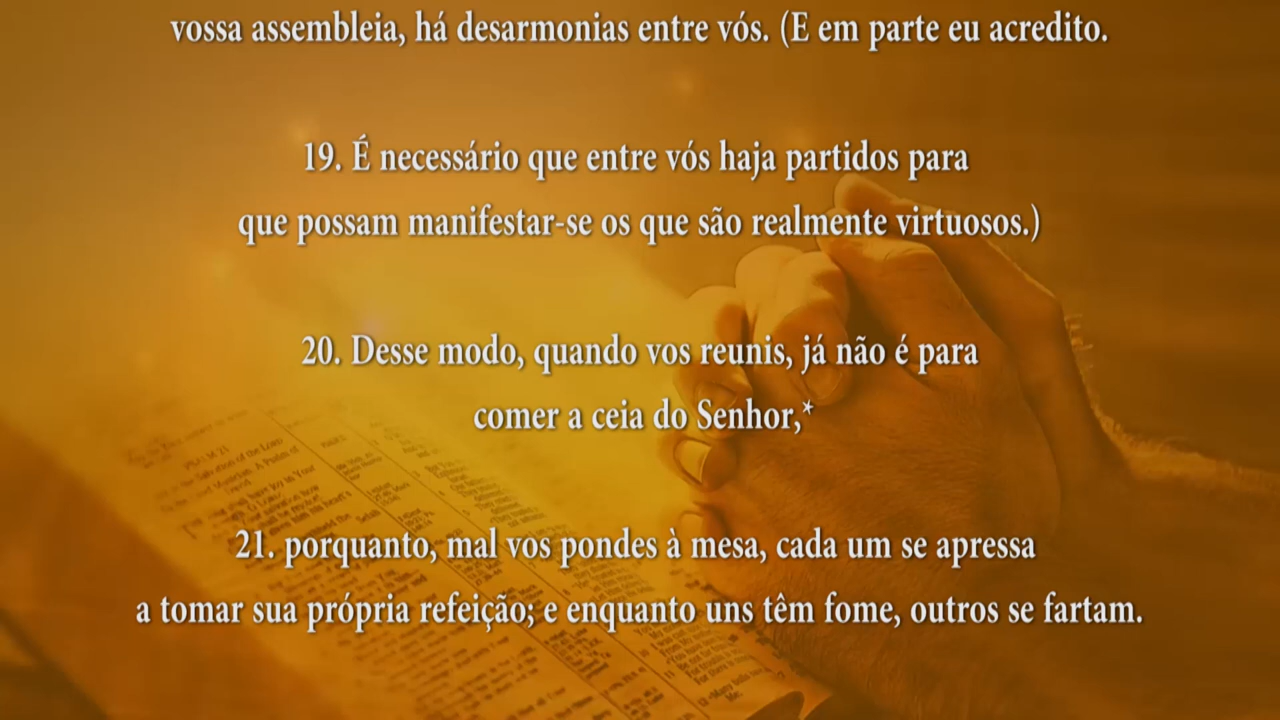 vossa assembleia, há desarmonias entre vós. (E em parte eu acredito.
19. É necessário que entre vós haja partidos para
que possam manifestar-se os que são realmente virtuosos.)
20. Desse modo, quando vos reunis, já não é para
comer a ceia do Senhor,*
21. porquanto, mal vos pondes à mesa, cada um se apressa
a tomar sua própria refeição; e enquanto uns têm fome, outros se fartam.